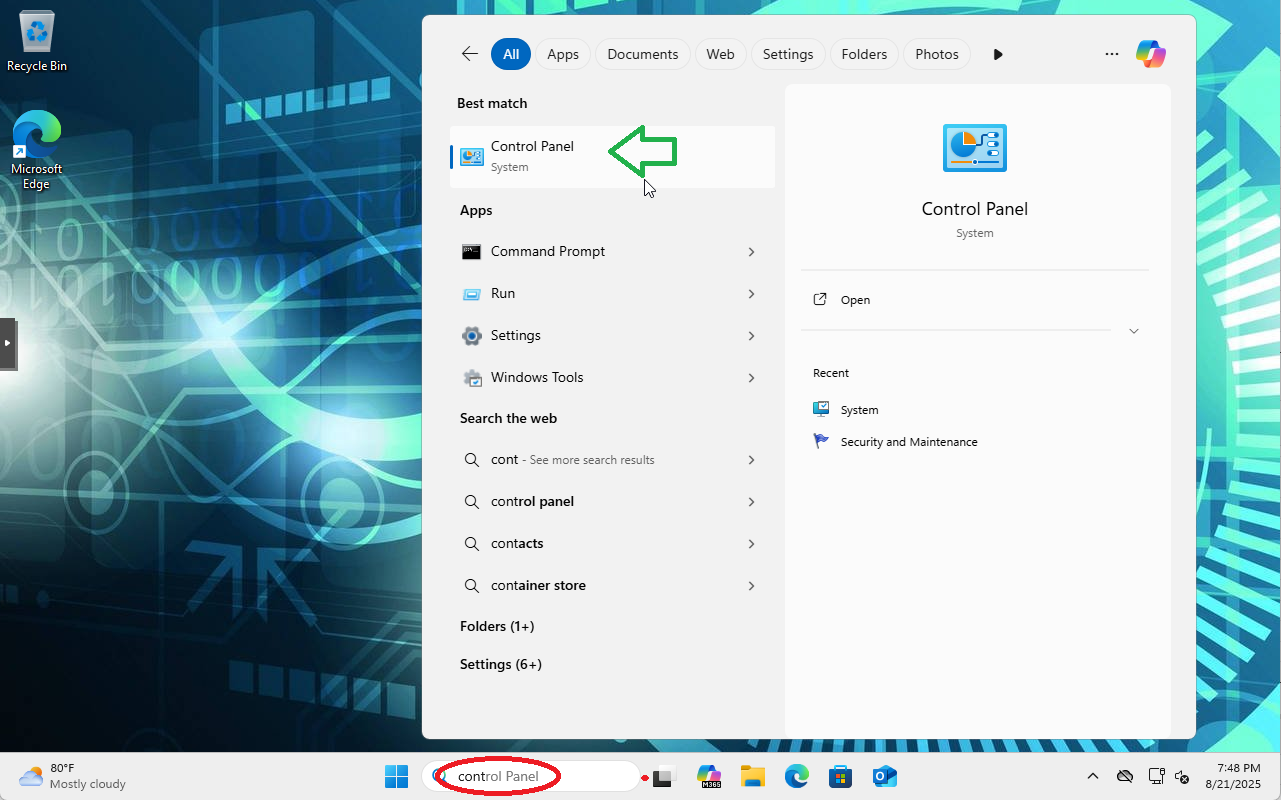 Recycle Bin
Microsoft
Edge
All
Apps
Documents
Web
Settings
Folders
Photos
Best match
Control Panel
System
Apps
Command Prompt
Run
Settings
Windows Tools
Search the web
cont - See more search results
control panel
contacts
container store
Folders (1+)
Settings (6+)
Control Panel
System
Open
Recent
System
Security and Maintenance
80°F
Mostly cloudy
control Panel
M365
7:48 PM
8/21/2025